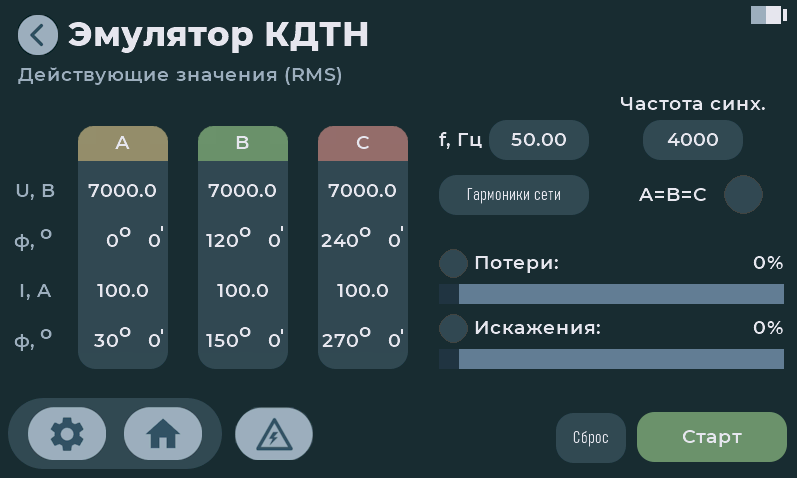 Эмулятор КДТН
Действующие значения (RMS)
Частота синх.
A B C f, Гц 50.00 4000
U, В 7000.0 7000.0 7000.0 Гармоники сети A=B=C
ф, ° 0° 0' 120° 0' 240° 0'
Потери: 0%
I, А 100.0 100.0 100.0
Искажения: 0%
ф, ° 30° 0' 150° 0' 270° 0'
Сброс Старт